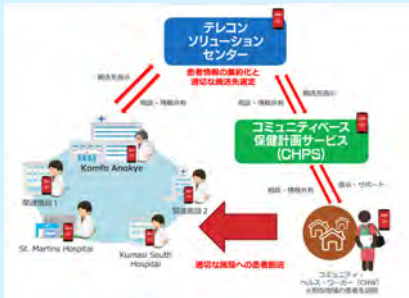 テレコン
ソリューション
センター
患者情報の集約化と
適切な搬送先選定
搬送先指示
相談・情報共有
搬送先指示
相談・情報共有
コミュニティベース
保健計画サービス
(CHPS)
Komfo Anokye
関連施設1
関連施設2
相談・情報共有
指示・サポート
St. Martins Hospital
Kumasi South
Hospital
適切な施設への患者搬送
コミュニティ・
ヘルス・ワーカー(CHW)